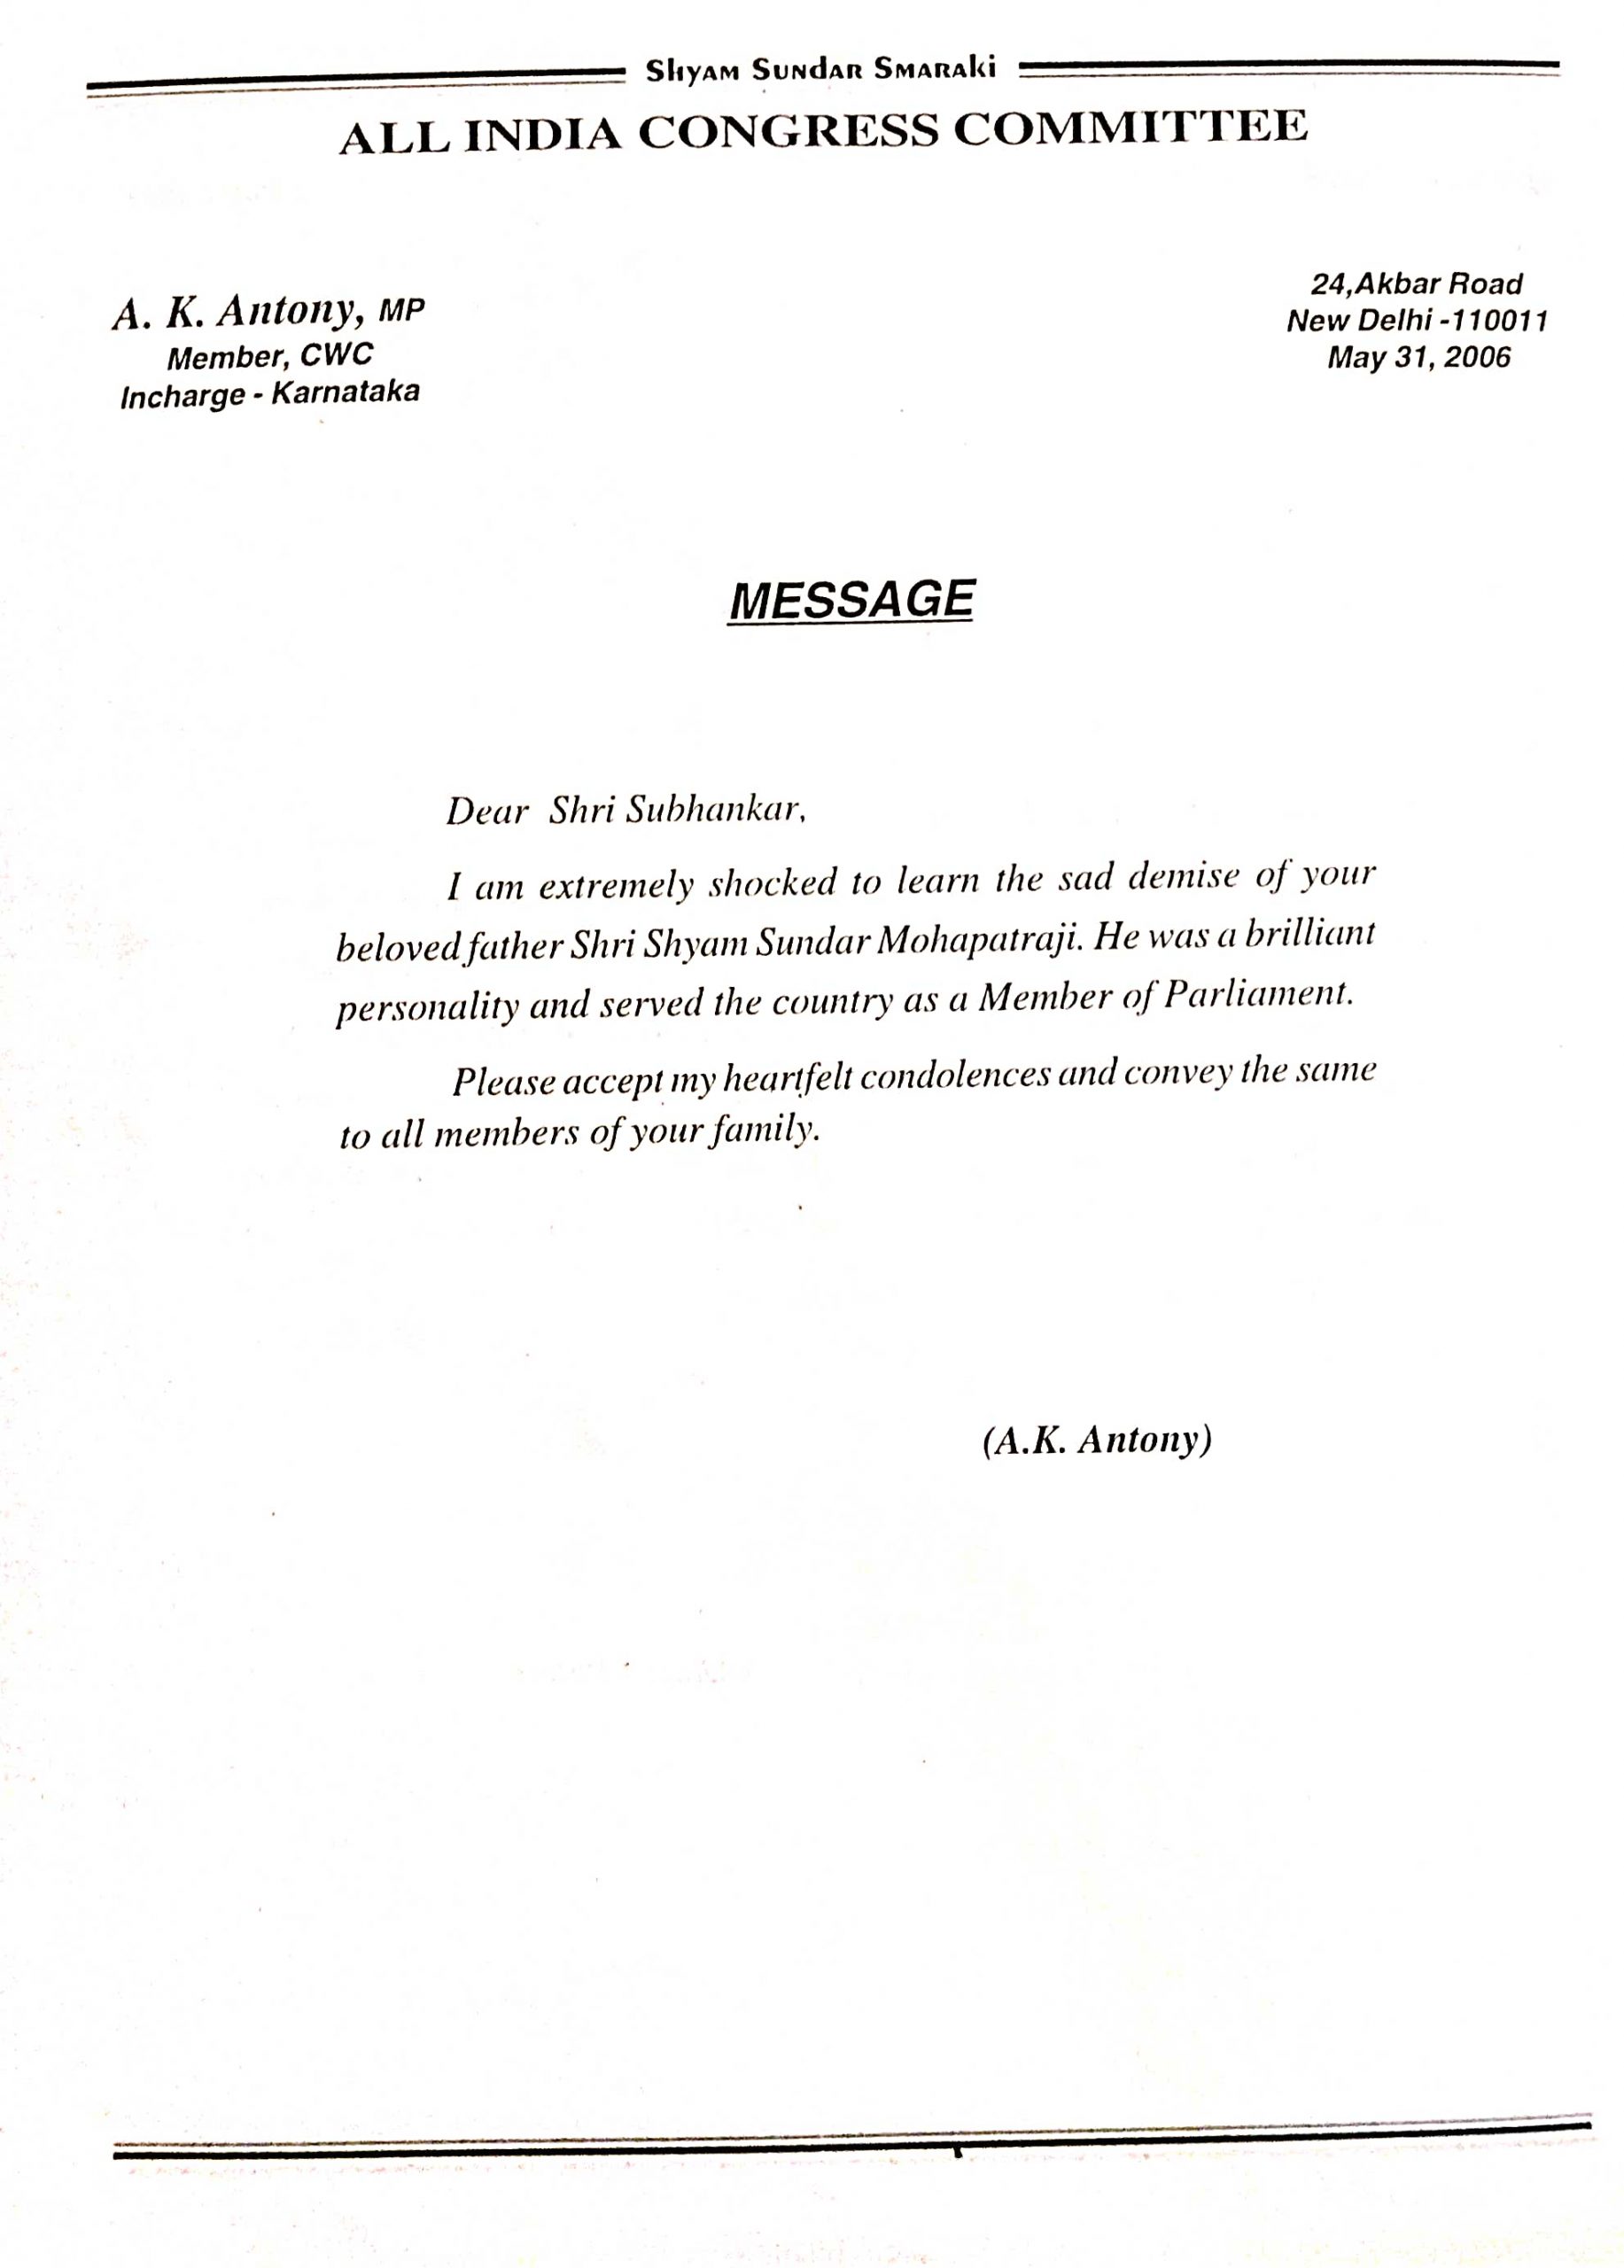 Shyam Sundar Smaraki
ALL INDIA CONGRESS COMMITTEE
A. K. Antony, MP
Member, CWC
Incharge - Karnataka
24,Akbar Road
New Delhi -110011
May 31, 2006
MESSAGE
Dear Shri Subhankar,
I am extremely shocked to learn the sad demise of your
beloved father Shri Shyam Sundar Mohapatraji. He was a brilliant
personality and served the country as a Member of Parliament.
Please accept my heartfelt condolences and convey the same
to all members of your family.
(A.K. Antony)